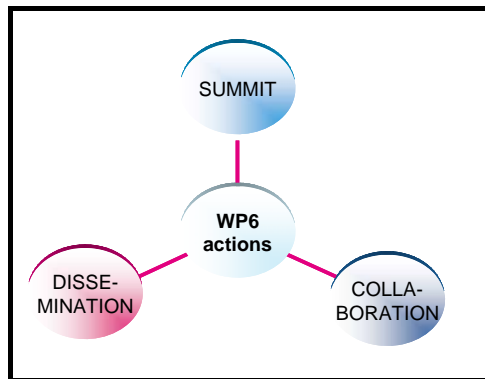 SUMMIT
WP6
actions
DISSE-
MINATION
COLLA-
BORATION